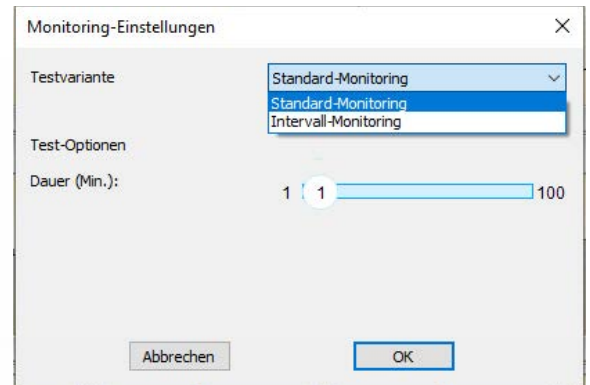 Monitoring-Einstellungen
Testvariante
Standard-Monitoring
Standard-Monitoring
Intervall-Monitoring
Test-Optionen
Dauer (Min.):
1 1 100
Abbrechen OK